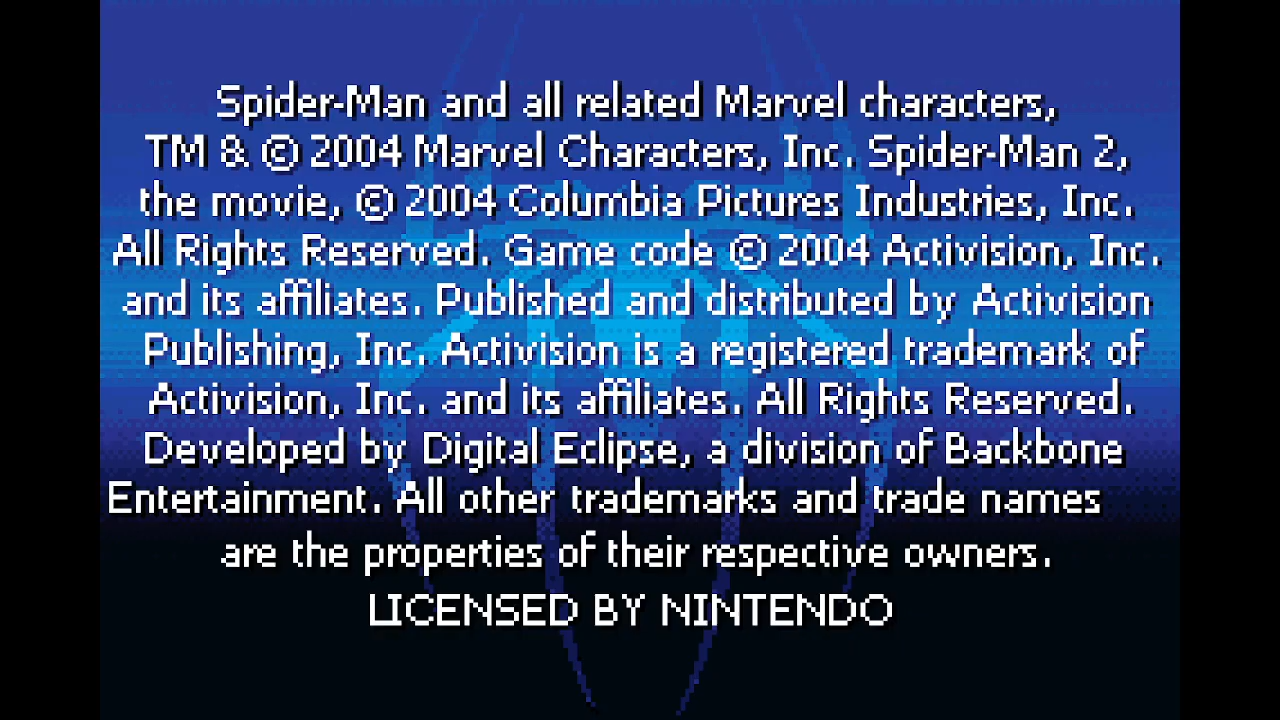 Spider-Man and all related Marvel characters,
TM & © 2004 Marvel Characters, Inc. Spider-Man 2,
the movie, © 2004 Columbia Pictures Industries, Inc.
All Rights Reserved. Game code © 2004 Activision, Inc.
and its affiliates. Published and distributed by Activision
Publishing, Inc. Activision is a registered trademark of
Activision, Inc. and its affiliates. All Rights Reserved.
Developed by Digital Eclipse, a division of Backbone
Entertainment. All other trademarks and trade names
are the properties of their respective owners.
LICENSED BY NINTENDO